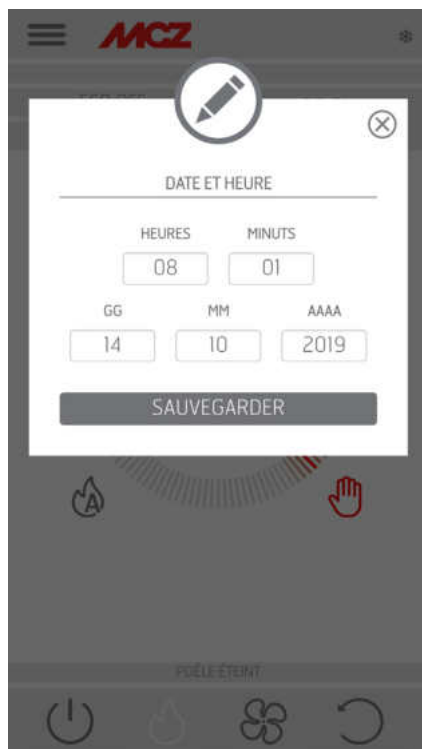 MCZ
DATE ET HEURE
HEURES MINUTS
08 01
GG MM AAAA
14 10 2019
SAUVEGARDER
A
POÊLE ÉTEINT